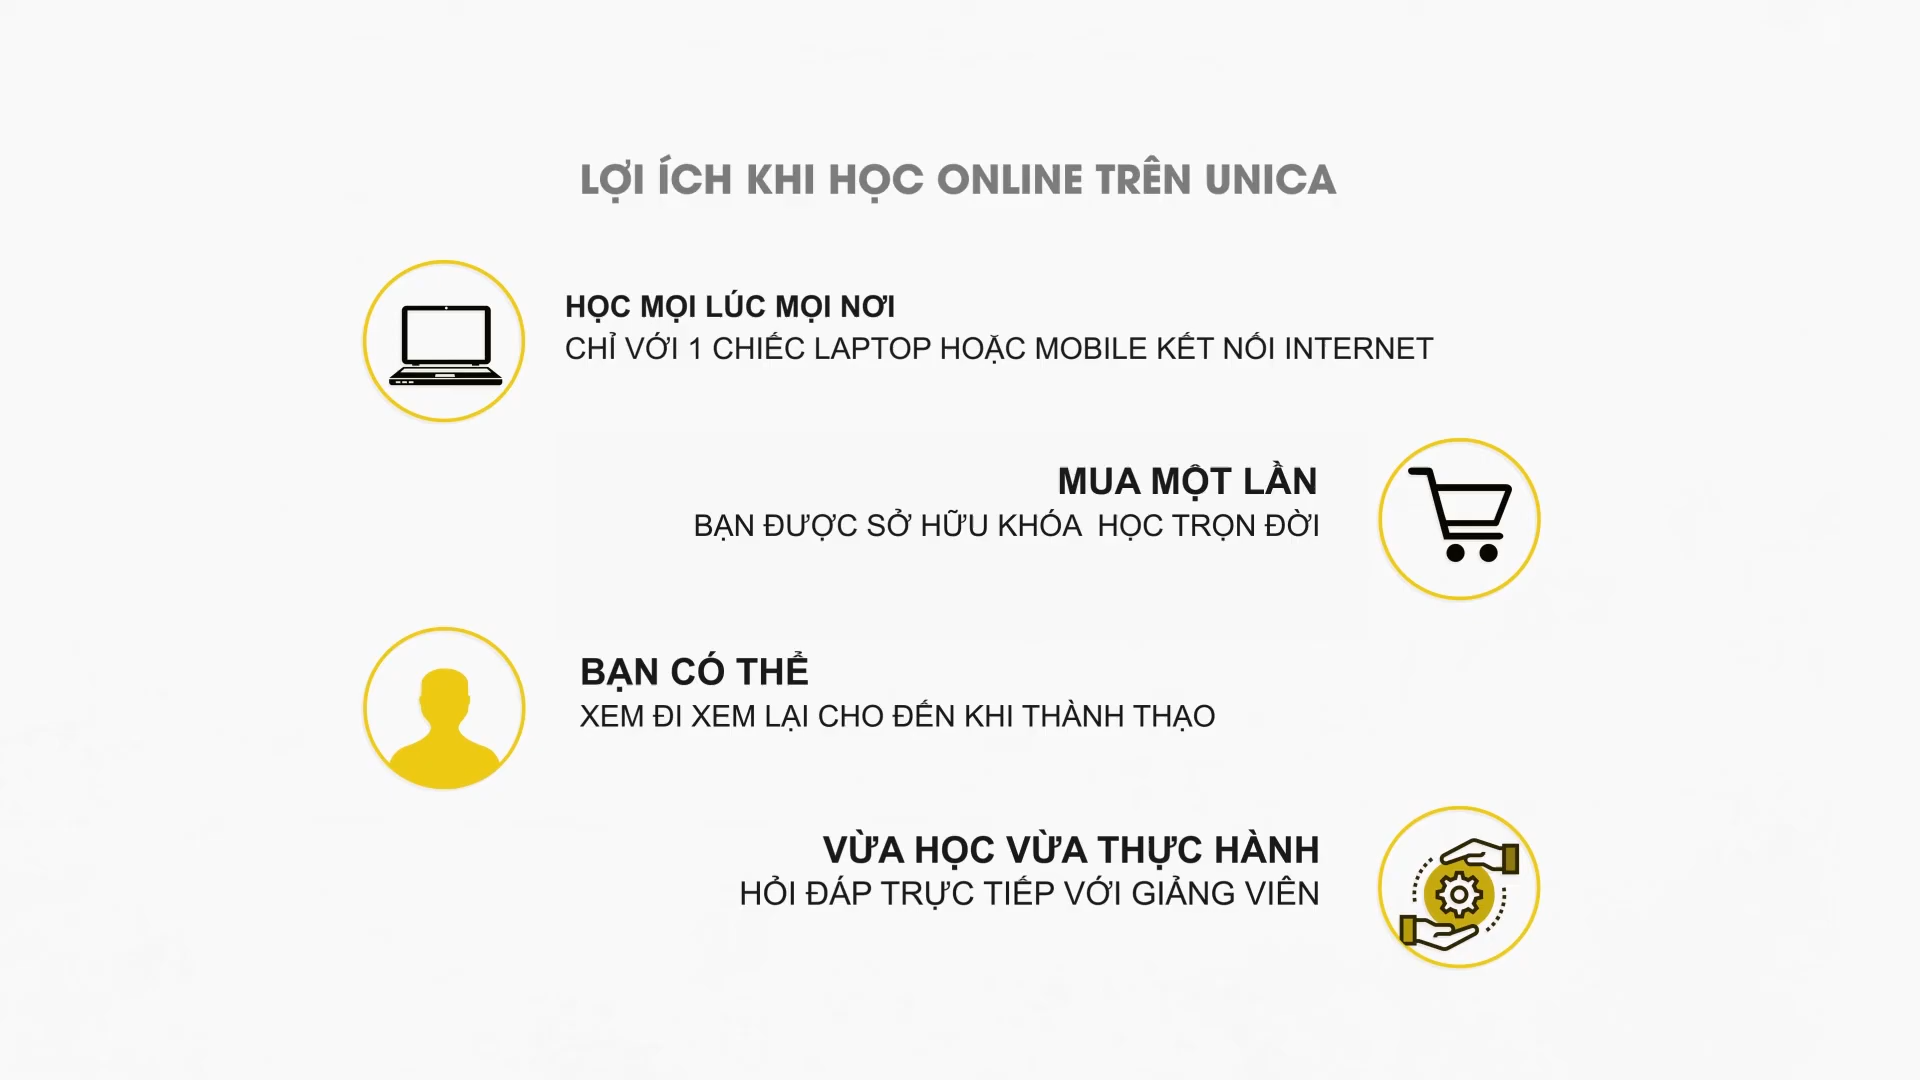 LỢI ÍCH KHI HỌC ONLINE TRÊN UNICA
HỌC MỌI LÚC MỌI NƠI
CHỈ VỚI 1 CHIẾC LAPTOP HOẶC MOBILE KẾT NỐI INTERNET
MUA MỘT LẦN
BẠN ĐƯỢC SỞ HỮU KHÓA HỌC TRỌN ĐỜI
BẠN CÓ THỂ
XEM ĐI XEM LẠI CHO ĐẾN KHI THÀNH THẠO
VỪA HỌC VỪA THỰC HÀNH
HỎI ĐÁP TRỰC TIẾP VỚI GIẢNG VIÊN